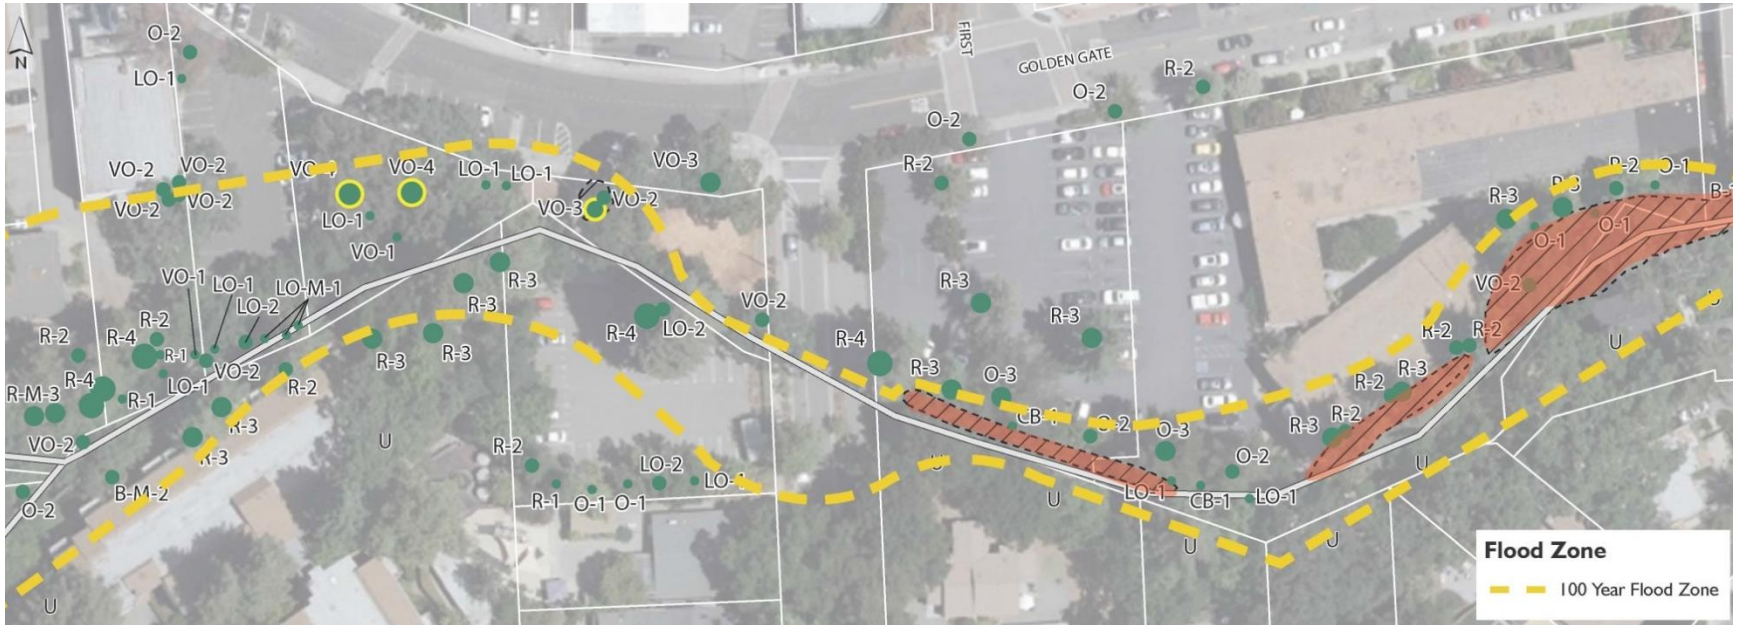 N
O-2
LO-1
FIRST
GOLDEN GATE
R-2
O-2
O-2
R-2
VO-2
VO-2
VO-2
VO-2
VO-4
LO-1
LO-1
LO-1
VO-1
VO-3
VO-2
VO-3
R-3
R-2
O-1
O-1
O-1
VO-2
VO-1
LO-1
LO-2
LO-M-1
R-3
R-3
R-3
R-3
R-4
LO-2
VO-2
R-3
R-3
R-4
R-2
R-2
R-4
R-1
LO-1
VO-2
R-2
R-4
R-M-3
R-1
VO-2
R-3
R-3
B-M-2
O-2
U
U
R-2
R-1
O-1
O-1
LO-2
LO-1
R-3
O-3
CB-1
O-2
O-3
O-2
LO-1
CB-1
LO-1
R-3
R-2
R-2
R-3
R-2
R-2
U
U
U
U
U
U
Flood Zone
100 Year Flood Zone